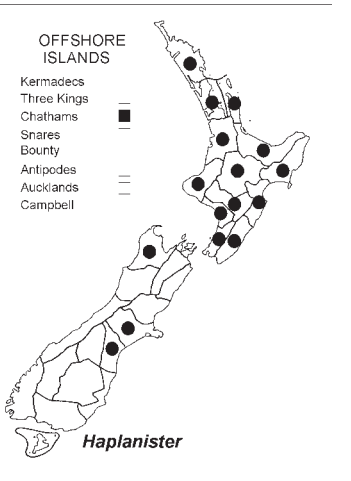 OFFSHORE
ISLANDS
Kermadecs
Three Kings
Chathams
Snares
Bounty
Antipodes
Aucklands
Campbell
Haplanister